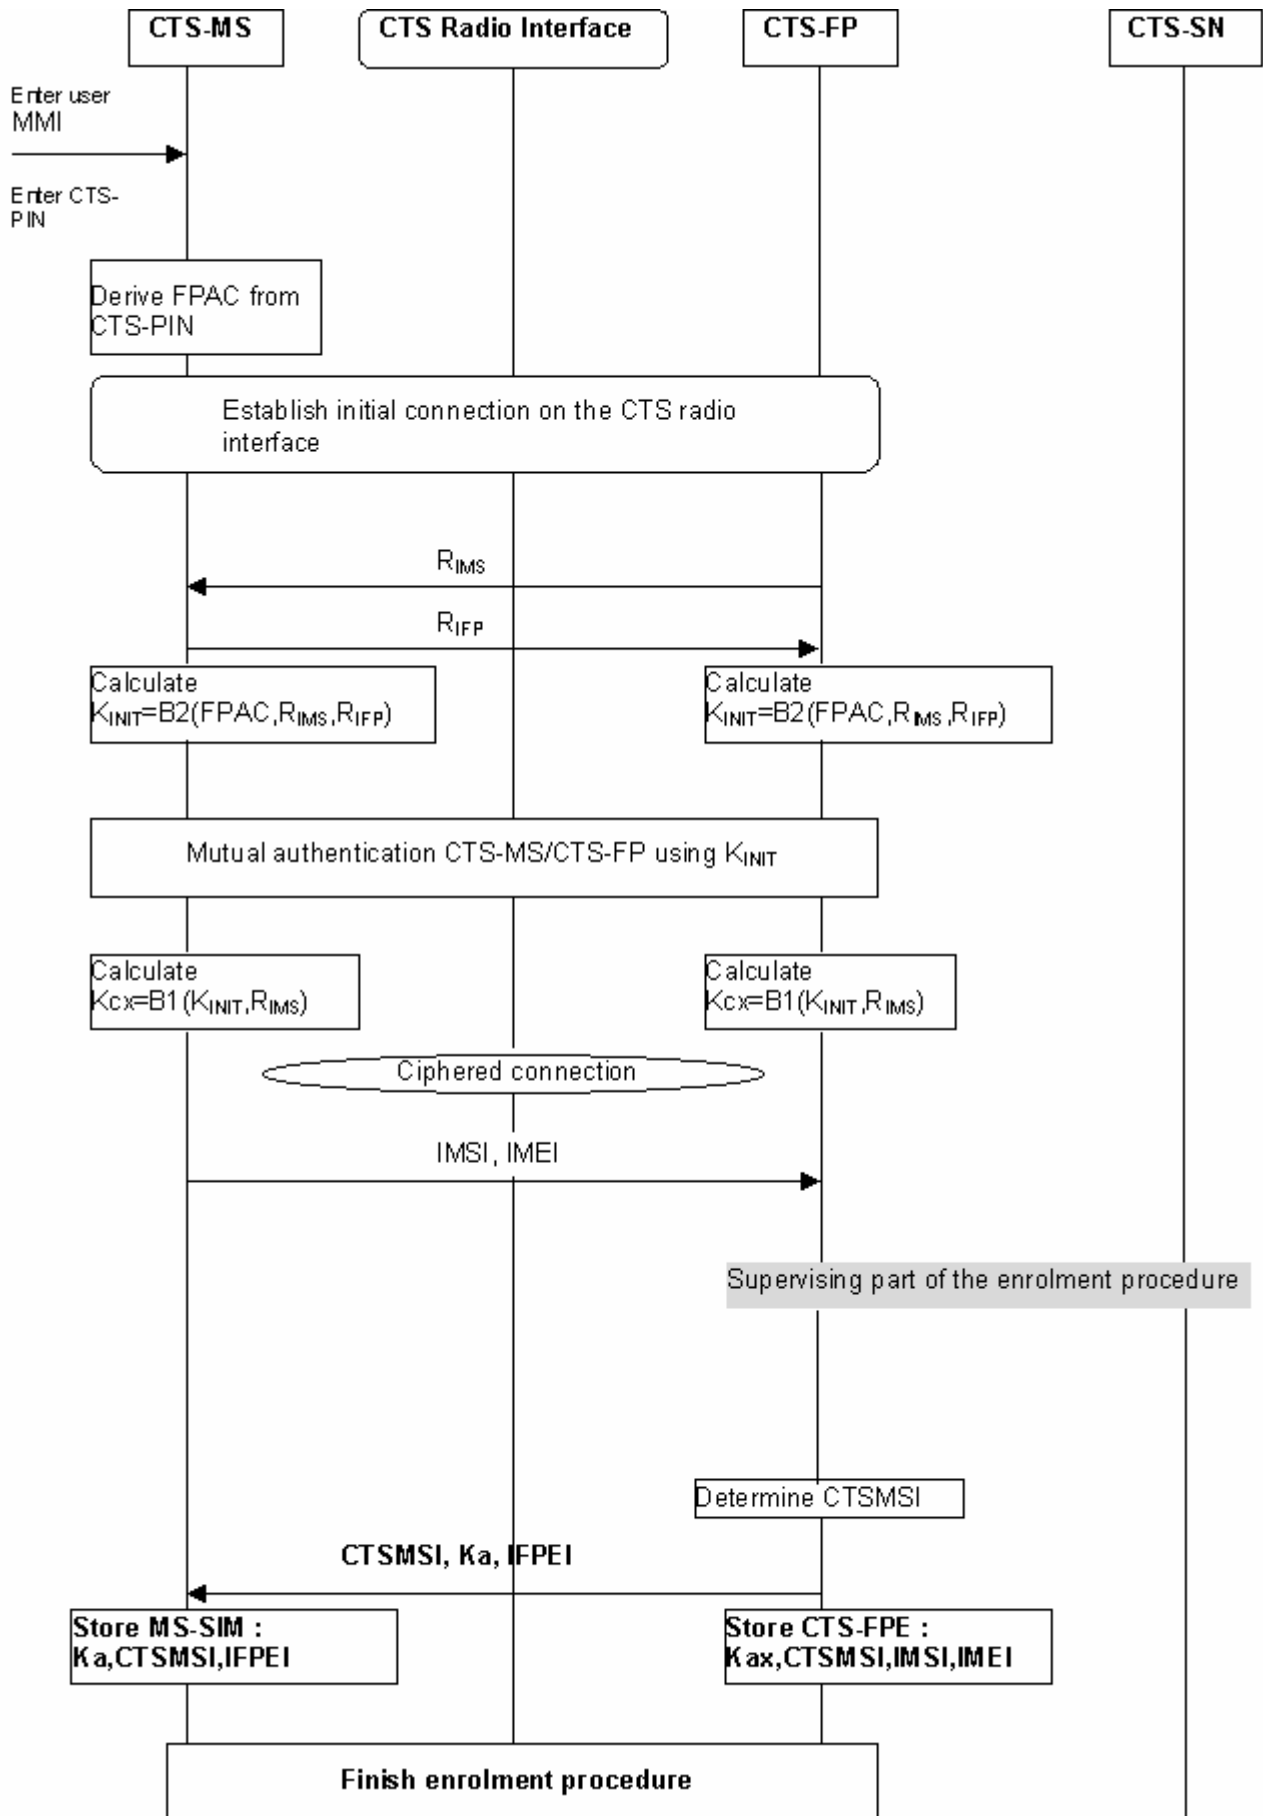 CTS-MS
CTS Radio Interface
CTS-FP
CTS-SN
Enter user
MMI
Enter CTS-
PIN
Derive FPAC from
CTS-PIN
Establish initial connection on the CTS radio
interface
RIMS
RIFP
Calculate
KINIT=B2(FPAC,RIMS,RIFP)
Calculate
KINIT=B2(FPAC,RIMS,RIFP)
Mutual authentication CTS-MS/CTS-FP using KINIT
Calculate
Kcx=B1(KINIT,RIMS)
Calculate
Kcx=B1(KINIT,RIMS)
Ciphered connection
IMSI, IMEI
Supervising part of the enrolment procedure
Determine CTSMSI
CTSMSI, Ka, IFPEI
Store MS-SIM :
Ka,CTSMSI,IFPEI
Store CTS-FPE :
Kax,CTSMSI,IMSI,IMEI
Finish enrolment procedure